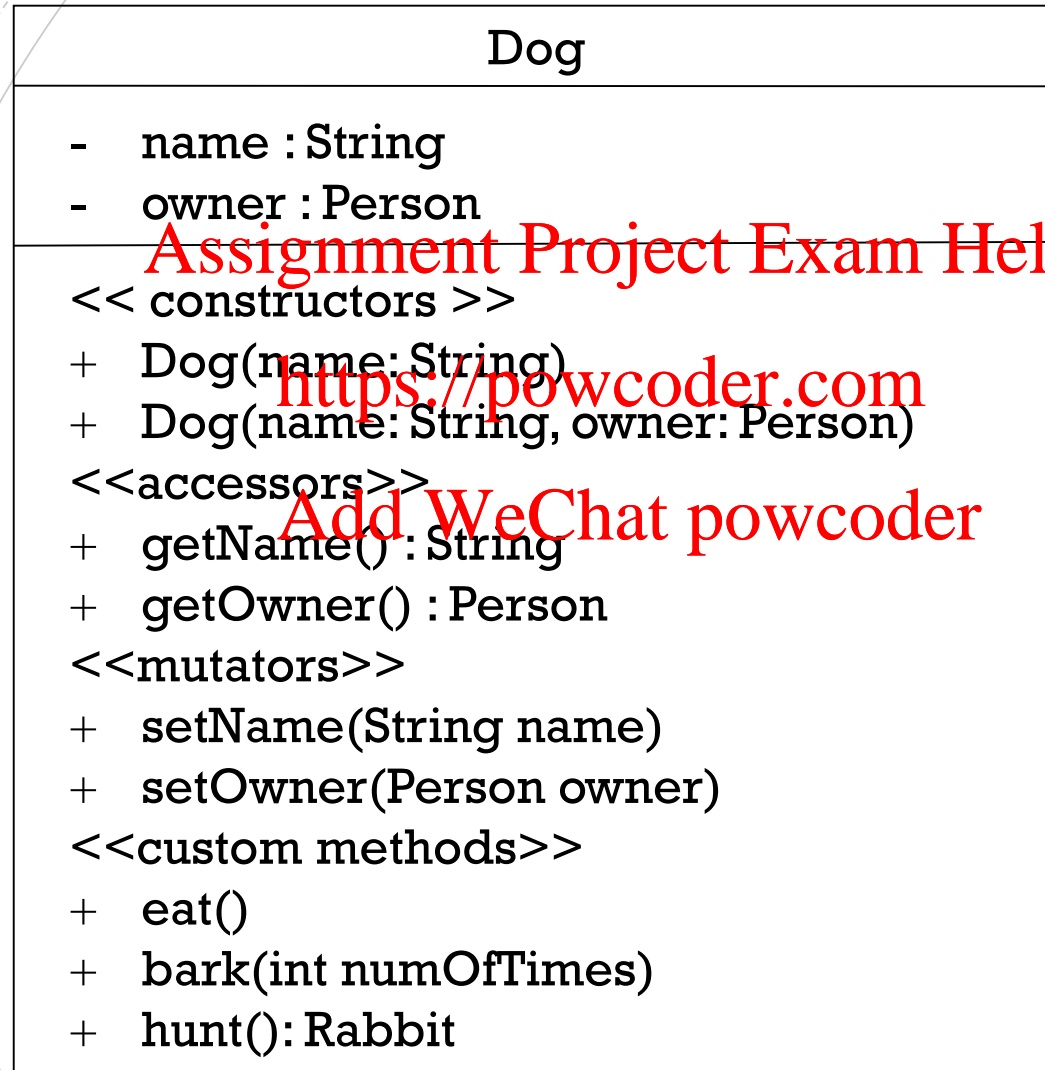 Dog
- name : String
- owner : Person
Assignment Project Exam Hel
<< constructors >>
+ Dog(name: String)
https://powcoder.com
+ Dog(name: String, owner: Person)
<<accessors>>
Add WeChat powcoder
+ getName() : String
+ getOwner() : Person
<<mutators>>
+ setName(String name)
+ setOwner(Person owner)
<<custom methods>>
+ eat()
+ bark(int numOfTimes)
+ hunt(): Rabbit